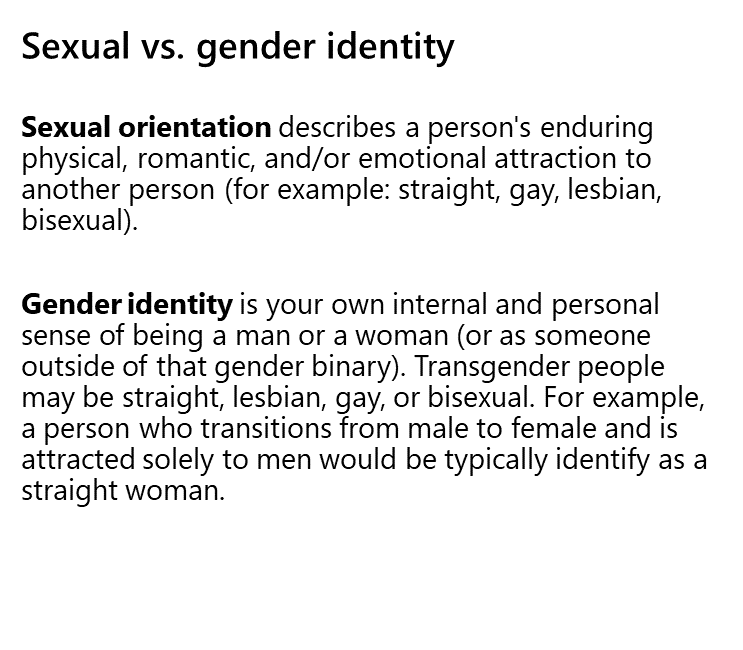 Sexual vs. gender identity
Sexual orientation describes a person's enduring
physical, romantic, and/or emotional attraction to
another person (for example: straight, gay, lesbian,
bisexual).
Gender identity is your own internal and personal
sense of being a man or a woman (or as someone
outside of that gender binary). Transgender people
may be straight, lesbian, gay, or bisexual. For example,
a person who transitions from male to female and is
attracted solely to men would be typically identify as a
straight woman.